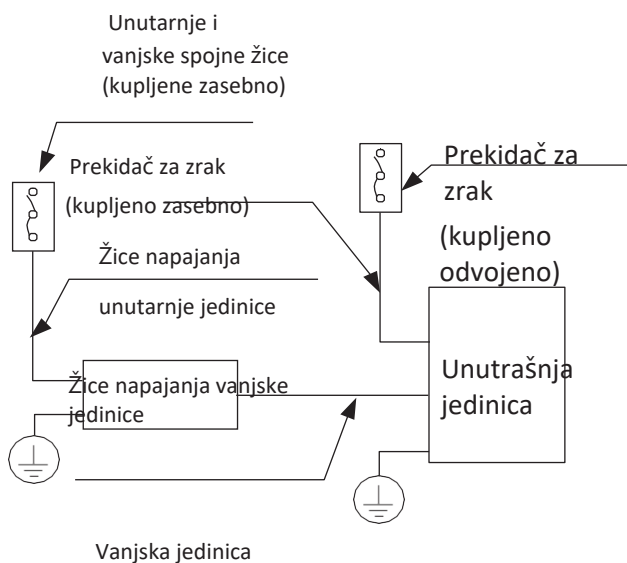 Unutarnje i
vanjske spojne žice
(kupljene zasebno)
Prekidač za zrak
(kupljeno zasebno)
Žice napajanja
unutarnje jedinice
Žice napajanja vanjske
jedinice
Vanjska jedinica
Prekidač za
zrak
(kupljeno
odvojeno)
Unutrašnja
jedinica